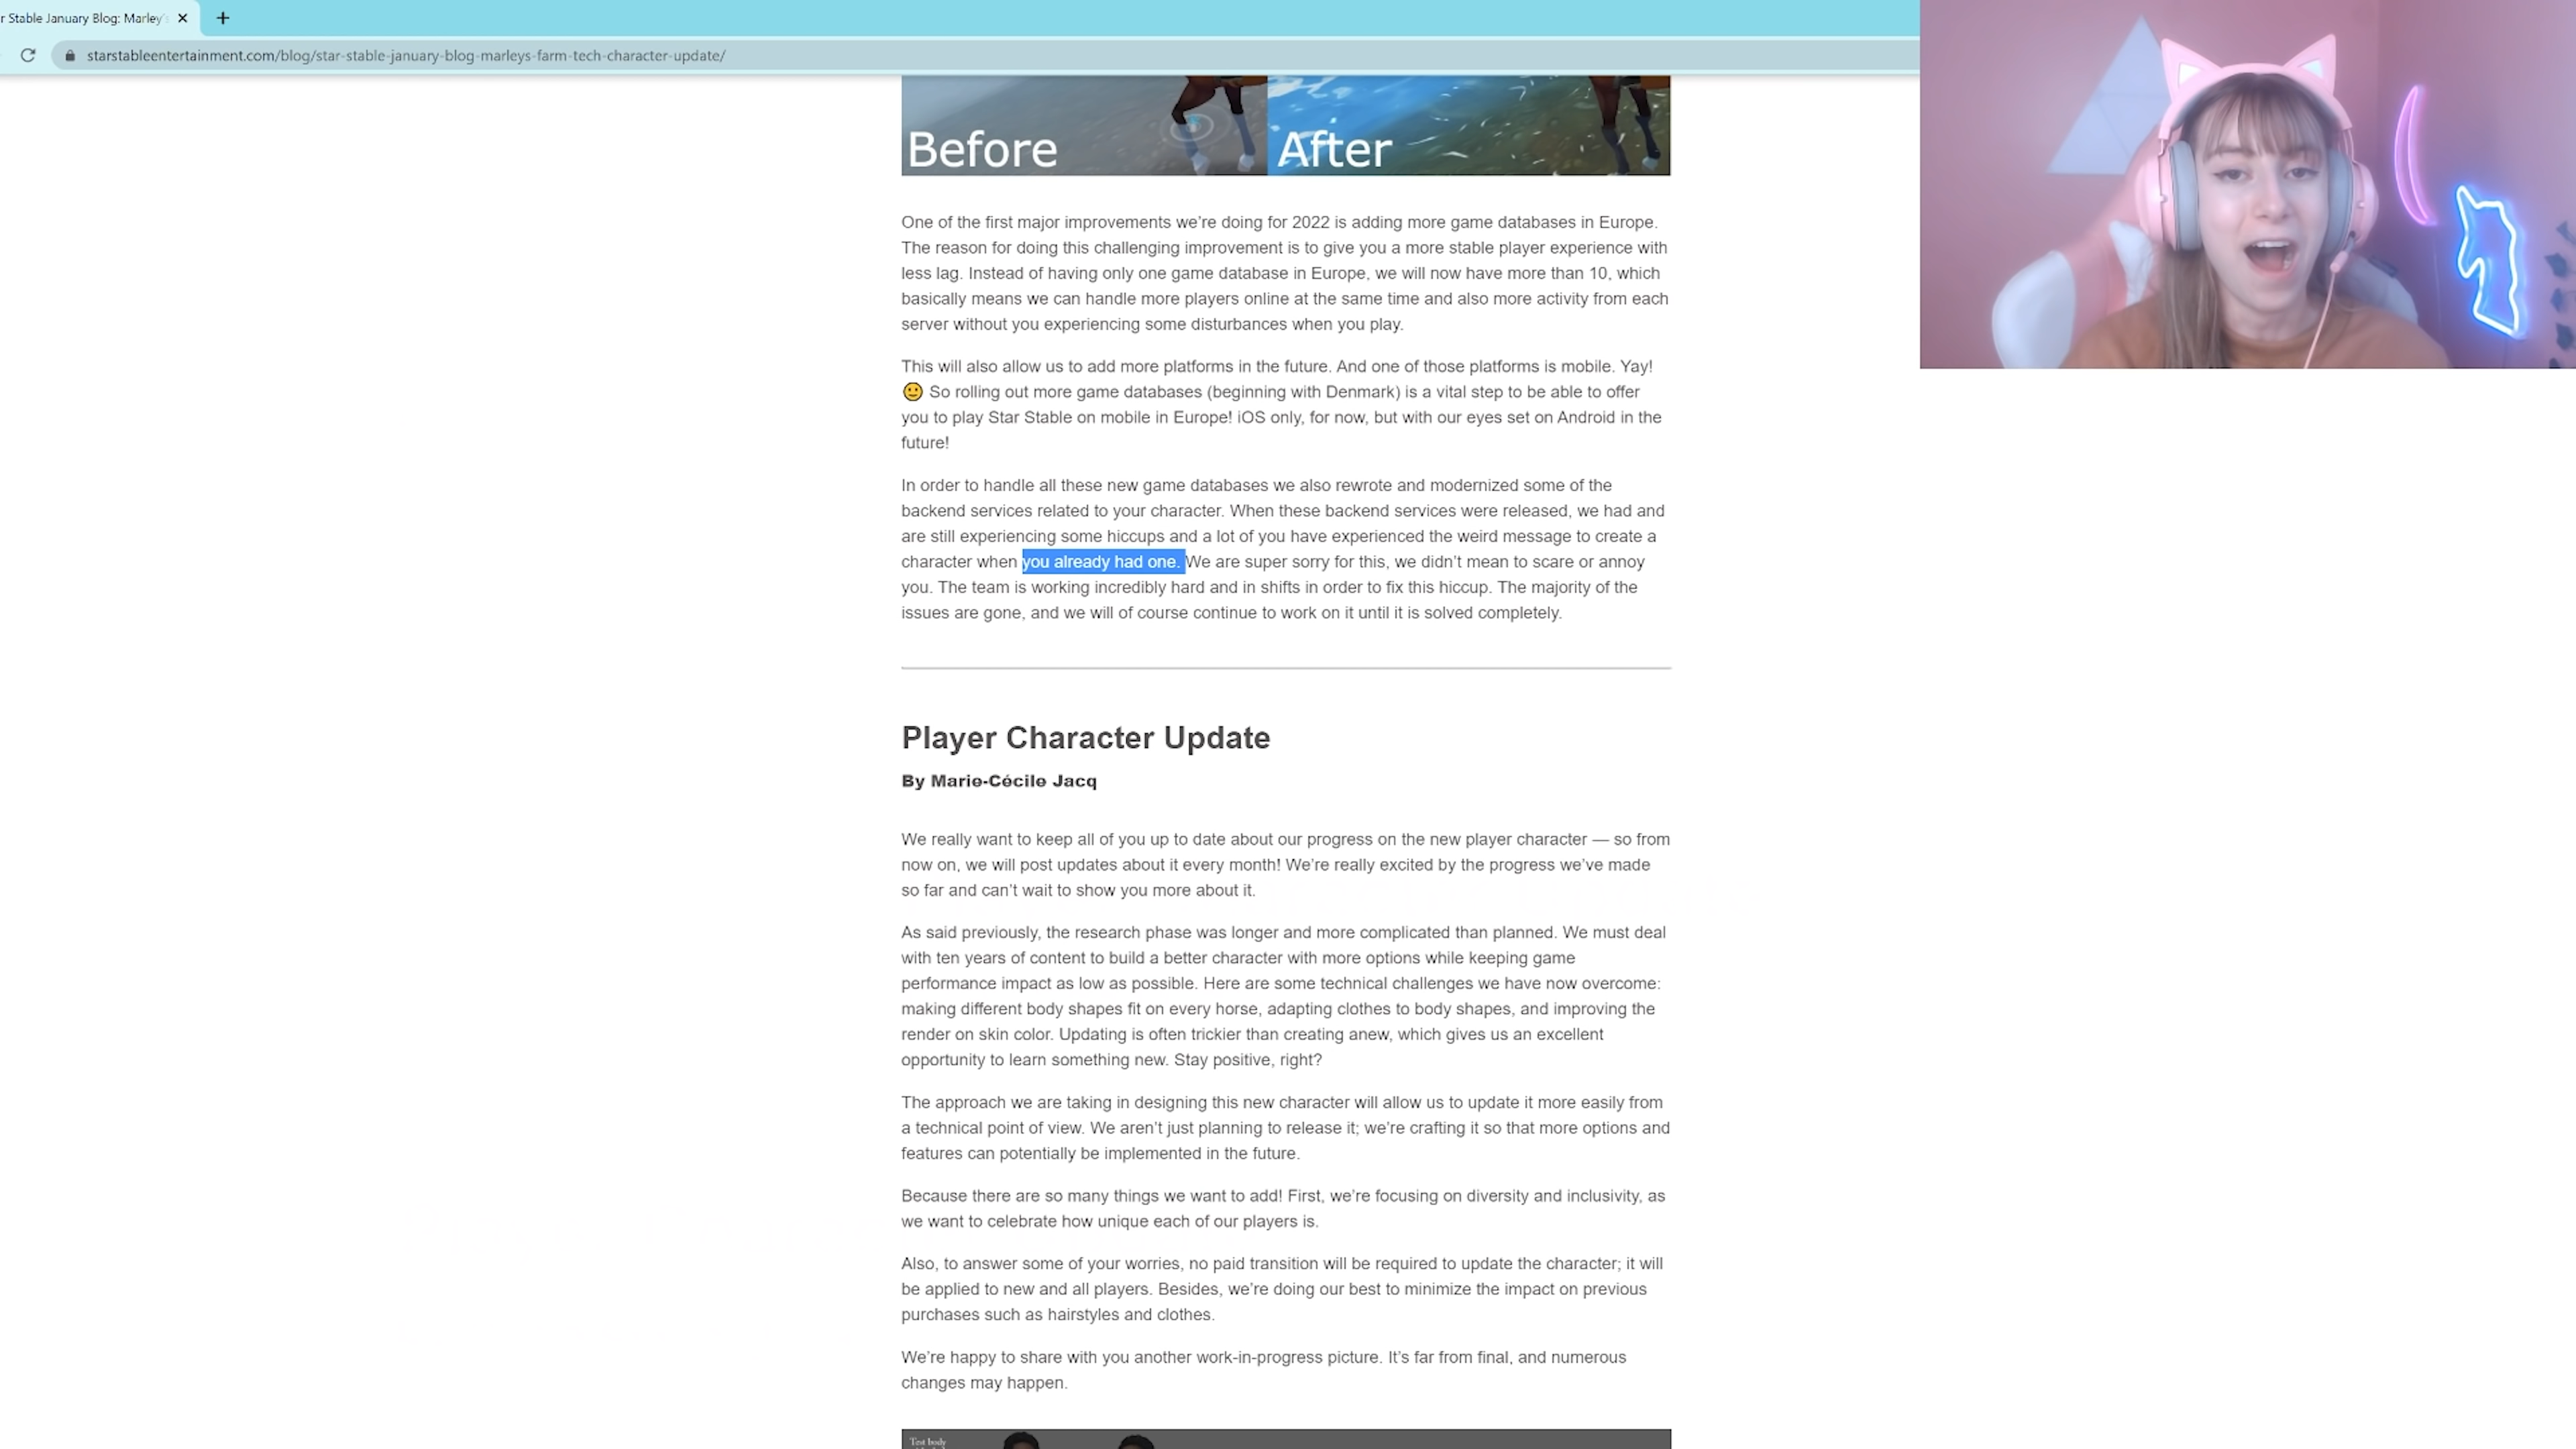 r Stable January Blog: Marley's
starstableentertainment.com/blog/star-stable-january-blog-marleys-farm-tech-character-update/
Before
After
One of the first major improvements we’re doing for 2022 is adding more game databases in Europe.
The reason for doing this challenging improvement is to give you a more stable player experience with
less lag. Instead of having only one game database in Europe, we will now have more than 10, which
basically means we can handle more players online at the same time and also more activity from each
server without you experiencing some disturbances when you play.
This will also allow us to add more platforms in the future. And one of those platforms is mobile. Yay!
🙂 So rolling out more game databases (beginning with Denmark) is a vital step to be able to offer
you to play Star Stable on mobile in Europe! iOS only, for now, but with our eyes set on Android in the
future!
In order to handle all these new game databases we also rewrote and modernized some of the
backend services related to your character. When these backend services were released, we had and
are still experiencing some hiccups and a lot of you have experienced the weird message to create a
character when you already had one. We are super sorry for this, we didn’t mean to scare or annoy
you. The team is working incredibly hard and in shifts in order to fix this hiccup. The majority of the
issues are gone, and we will of course continue to work on it until it is solved completely.
Player Character Update
By Marie-Cécile Jacq
We really want to keep all of you up to date about our progress on the new player character — so from
now on, we will post updates about it every month! We’re really excited by the progress we’ve made
so far and can’t wait to show you more about it.
As said previously, the research phase was longer and more complicated than planned. We must deal
with ten years of content to build a better character with more options while keeping game
performance impact as low as possible. Here are some technical challenges we have now overcome:
making different body shapes fit on every horse, adapting clothes to body shapes, and improving the
render on skin color. Updating is often trickier than creating anew, which gives us an excellent
opportunity to learn something new. Stay positive, right?
The approach we are taking in designing this new character will allow us to update it more easily from
a technical point of view. We aren’t just planning to release it; we’re crafting it so that more options and
features can potentially be implemented in the future.
Because there are so many things we want to add! First, we’re focusing on diversity and inclusivity, as
we want to celebrate how unique each of our players is.
Also, to answer some of your worries, no paid transition will be required to update the character; it will
be applied to new and all players. Besides, we’re doing our best to minimize the impact on previous
purchases such as hairstyles and clothes.
We’re happy to share with you another work-in-progress picture. It’s far from final, and numerous
changes may happen.
Test body